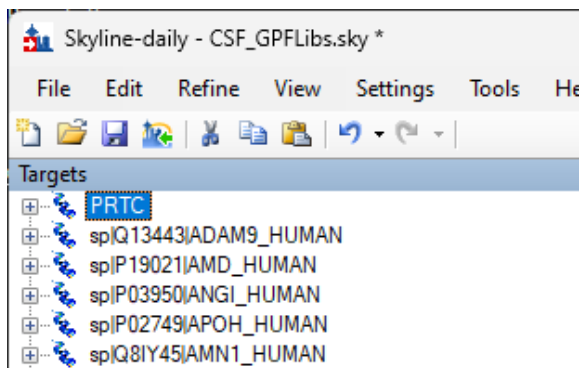 Skyline-daily - CSF_GPFLibs.sky *
File Edit Refine View Settings Tools He
Targets
PRTC
sp|Q13443|ADAM9_HUMAN
sp|P19021|AMD_HUMAN
sp|P03950|ANGI_HUMAN
sp|P02749|APOH_HUMAN
sp|Q8IY45|AMN1_HUMAN